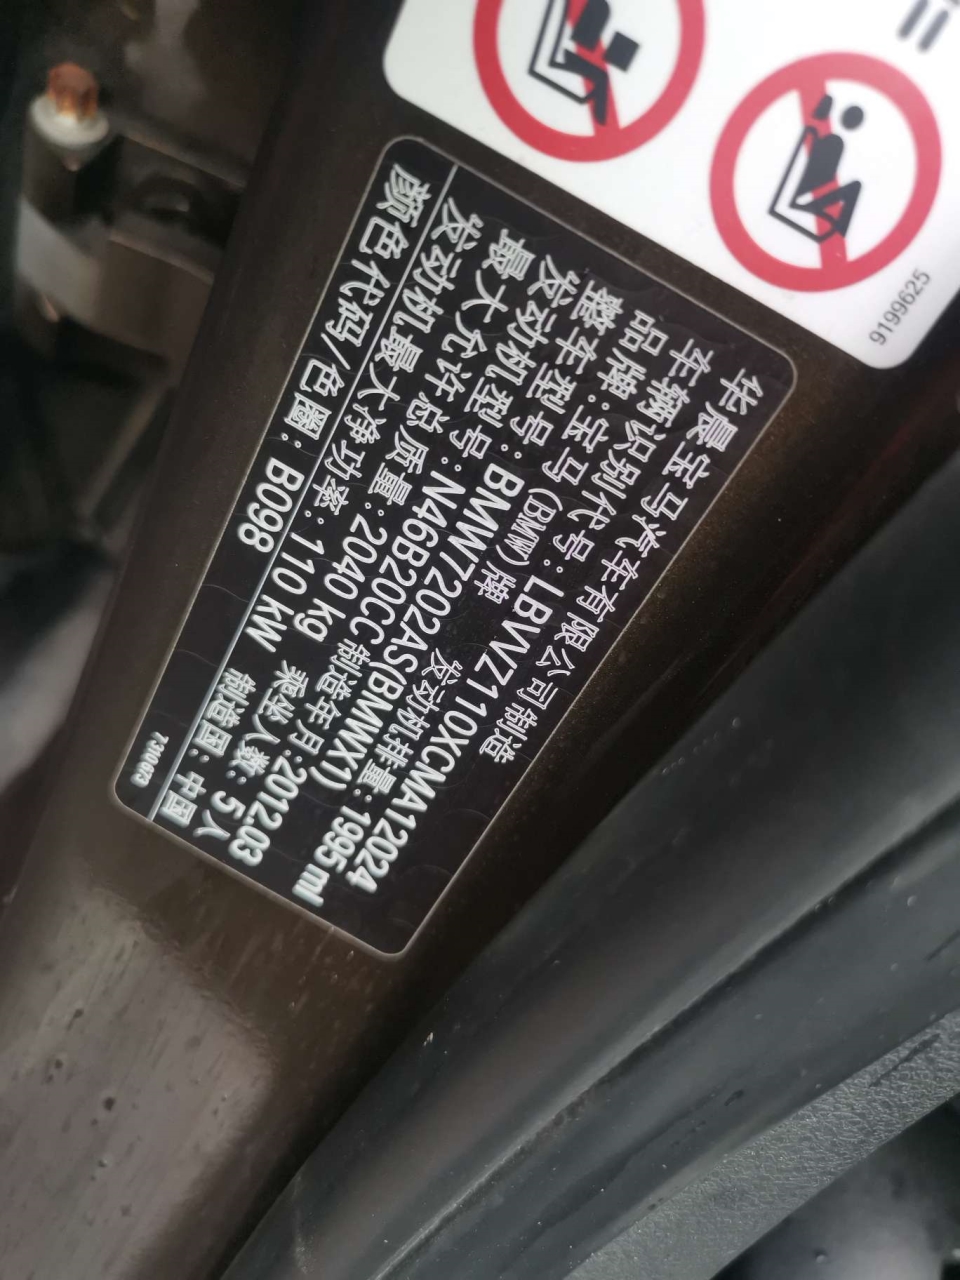 9199625
华晨宝马汽车有限公司制造
车辆识别代号: LBVVZ110XCMA12024
品牌: 宝马(BMW)牌 发动机排量: 1995 ml
整车型号: BMW7202AS(BMWX1)
发动机型号: N46B20CC 制造年月: 2012.03
最大允许总质量: 2040 kg 乘坐人数: 5 人
发动机最大净功率: 110 kW 制造国: 中国
颜色代码/色圈: B098